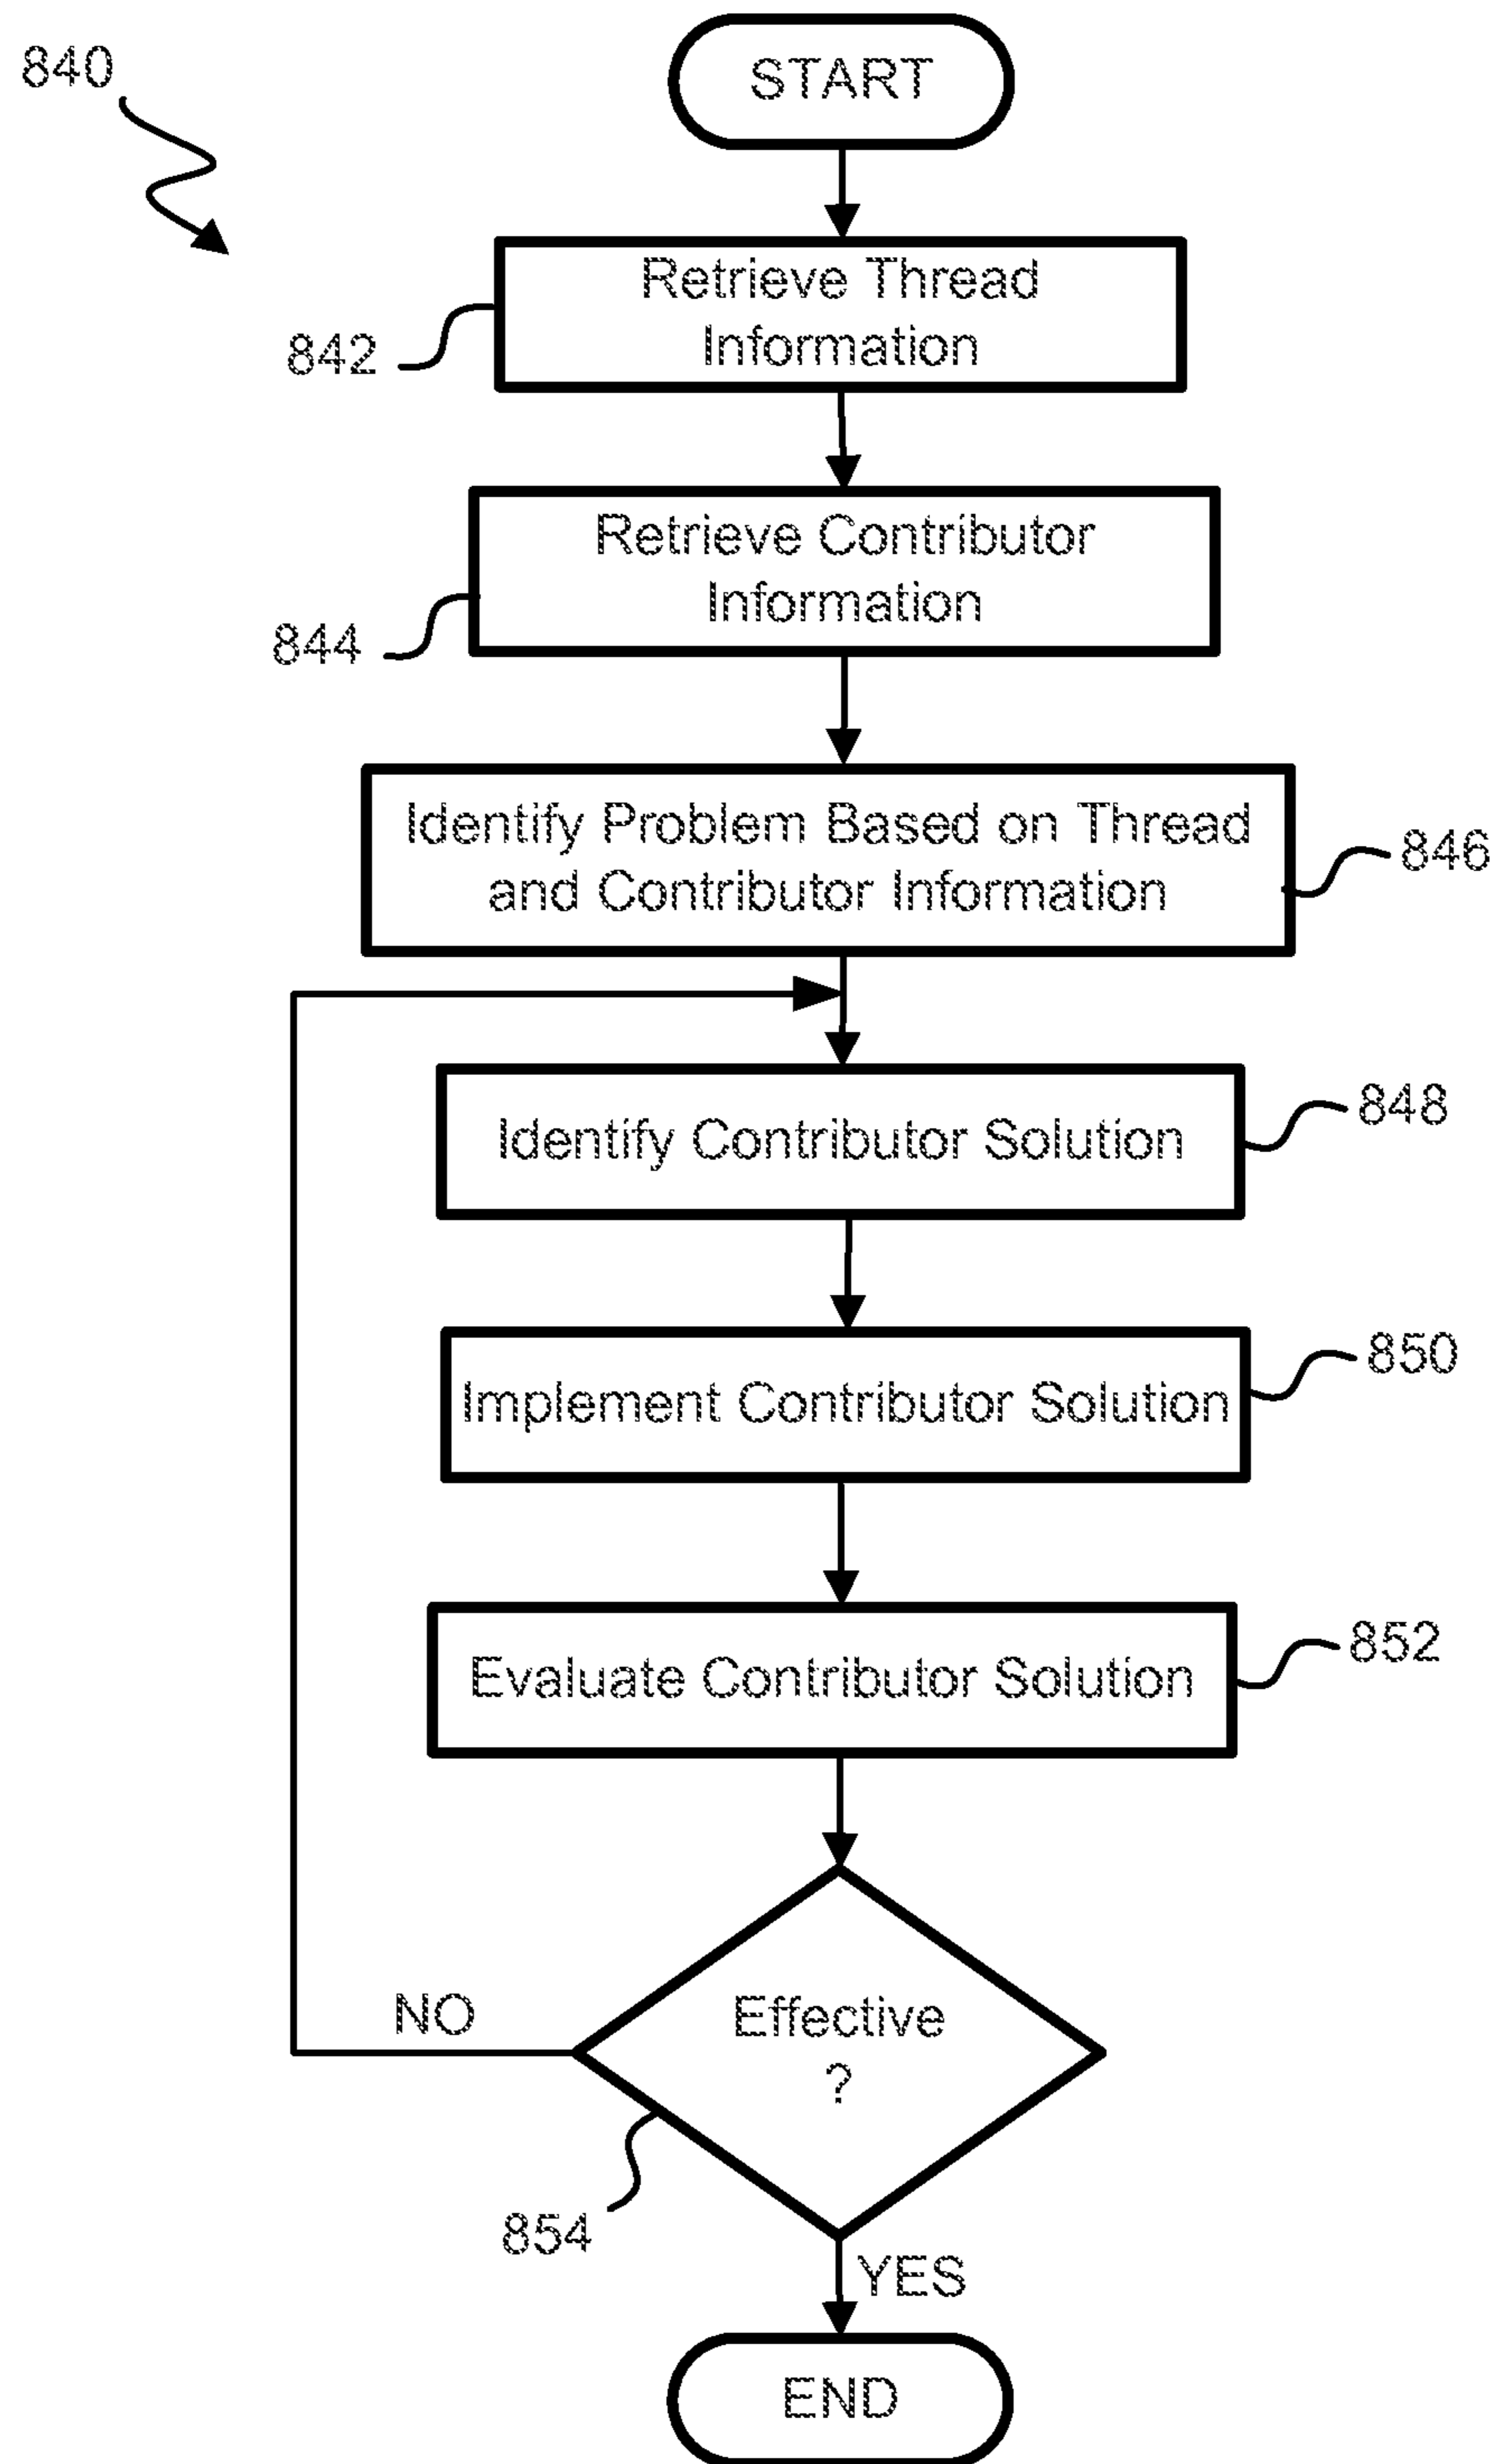 840
START
Retrieve Thread
Information
842
Retrieve Contributor
Information
844
Identify Problem Based on Thread
and Contributor Information
846
Identify Contributor Solution
848
Implement Contributor Solution
850
Evaluate Contributor Solution
852
Effective
?
NO
854
YES
END